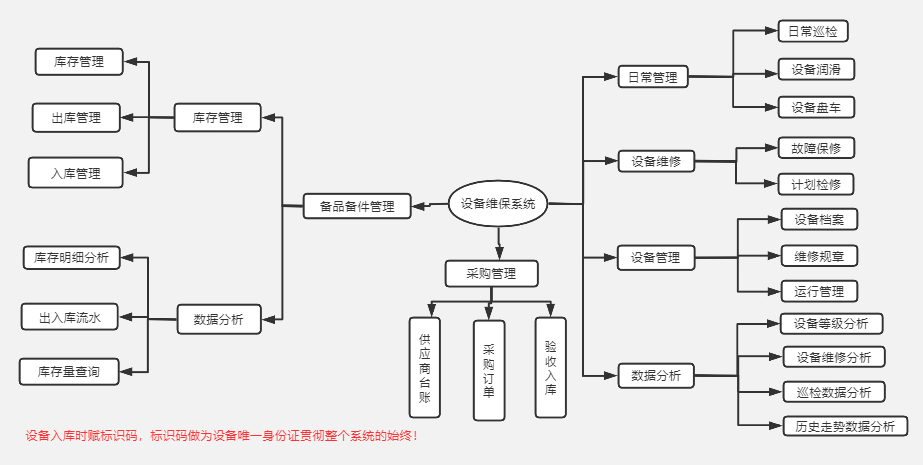 库存管理
出库管理
入库管理
库存管理
库存明细分析
出入库流水
库存量查询
数据分析
备品备件管理
设备维保系统
采购管理
供应商台账
采购订单
验收入库
日常管理
日常巡检
设备润滑
设备盘车
设备维修
故障保修
计划检修
设备管理
设备档案
维修规章
运行管理
数据分析
设备等级分析
设备维修分析
巡检数据分析
历史走势数据分析
设备入库时赋标识码，标识码做为设备唯一身份证贯彻整个系统的始终！